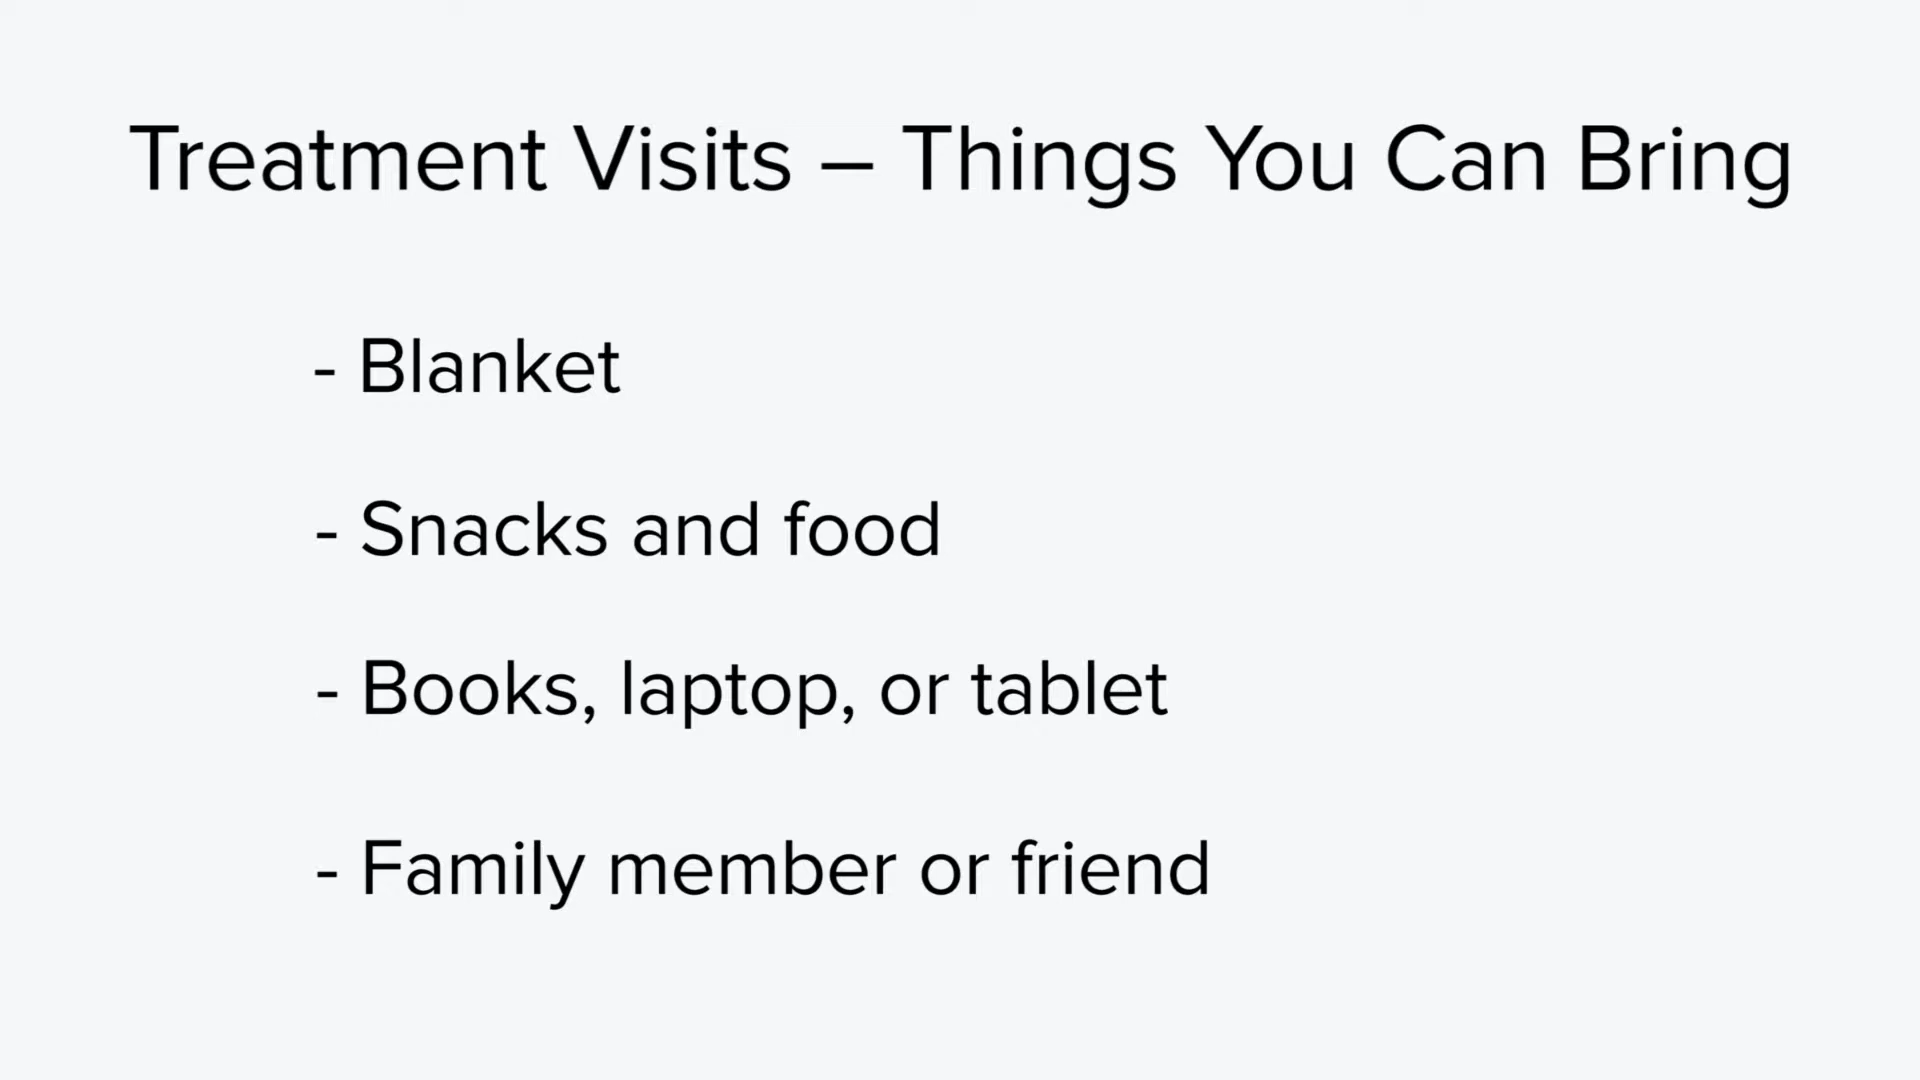 Treatment Visits – Things You Can Bring
- Blanket
- Snacks and food
- Books, laptop, or tablet
- Family member or friend